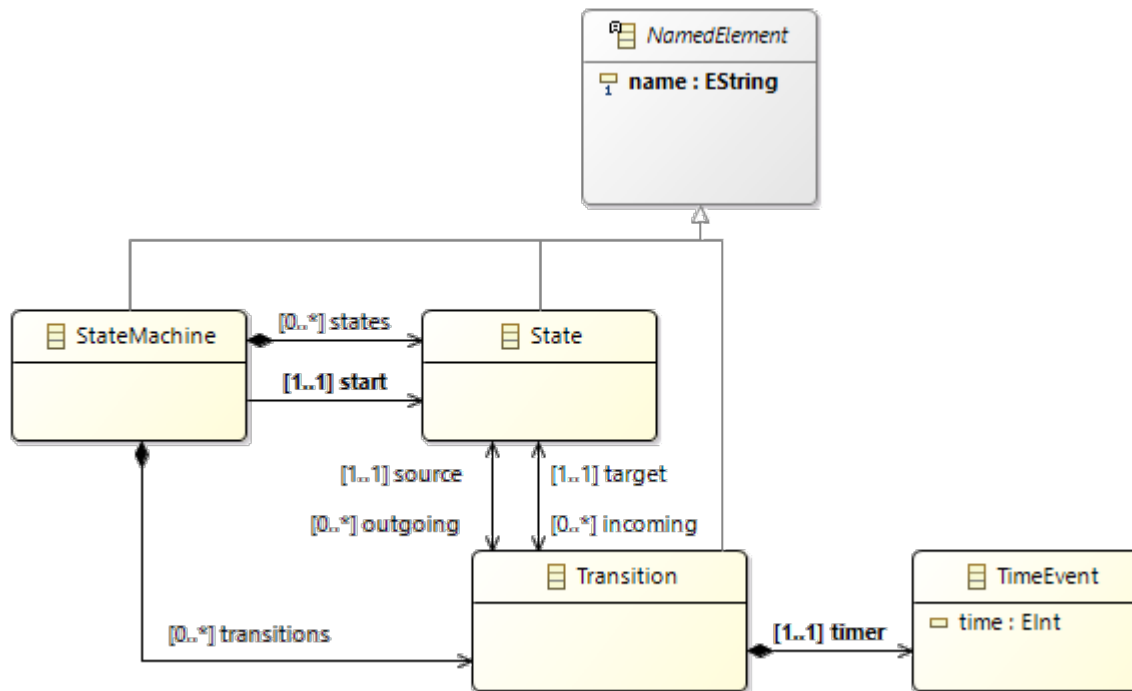 NamedElement
name : EString
StateMachine
[0..*] states
State
[1..1] start
[1..1] source
[1..1] target
[0..*] outgoing
[0..*] incoming
Transition
TimeEvent
[0..*] transitions
[1..1] timer
time : EInt